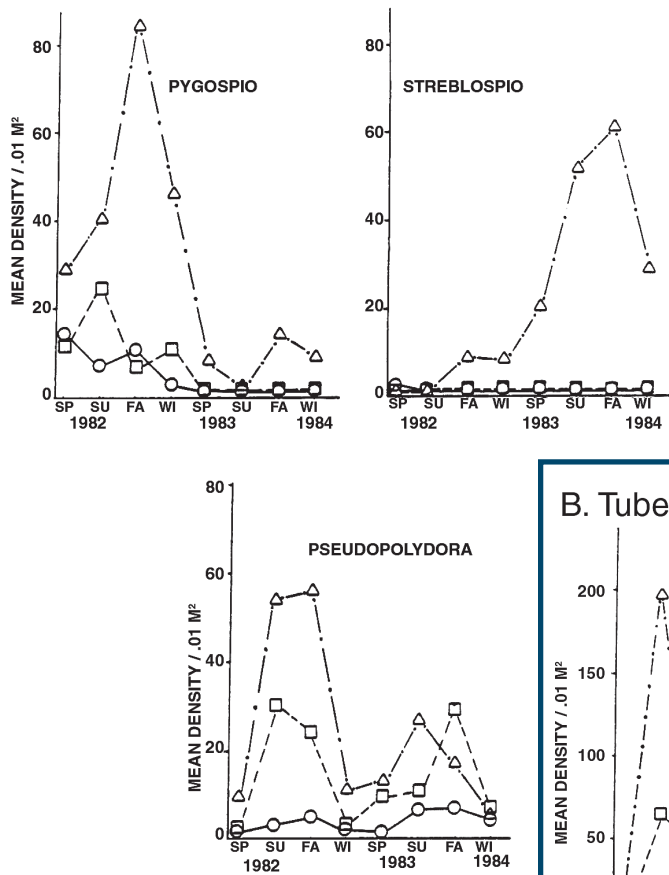 PYGOSPIO
MEAN DENSITY / .01 M²
80
60
40
20
0
SP SU FA WI SP SU FA WI
1982 1983 1984
STREBLOSPIO
80
60
40
20
0
SP SU FA WI SP SU FA WI
1982 1983 1984
PSEUDOPOLYDORA
MEAN DENSITY / .01 M²
80
60
40
20
0
SP SU FA WI SP SU FA WI
1982 1983 1984
B. Tube
MEAN DENSITY / .01 M²
200
150
100
50